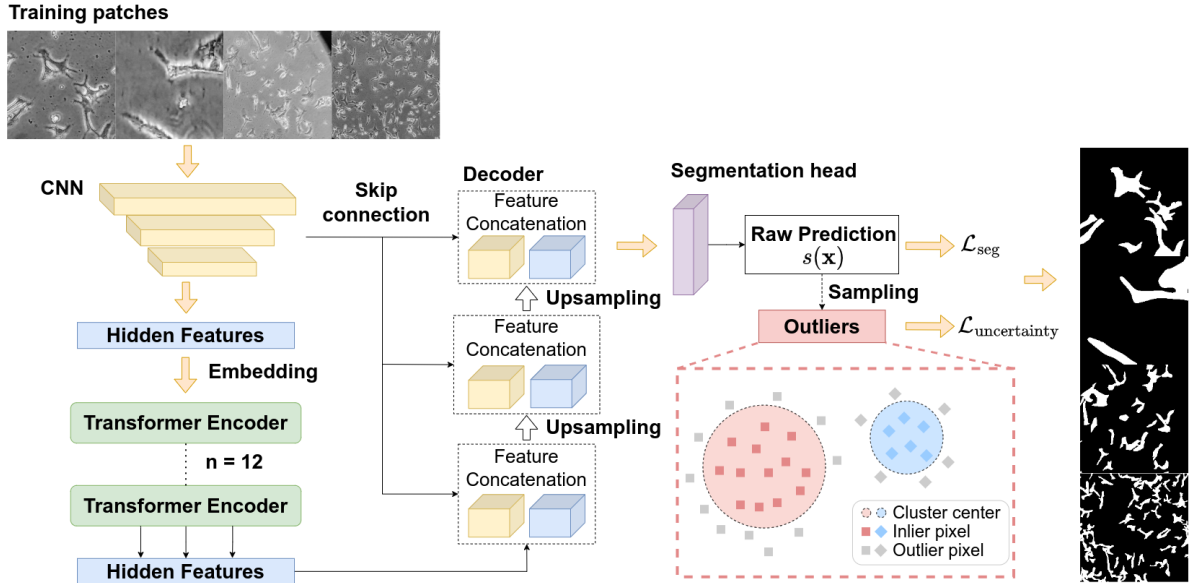 Training patches
CNN
Skip
connection
Hidden Features
Embedding
Transformer Encoder
n = 12
Transformer Encoder
Hidden Features
Decoder
Feature
Concatenation
Upsampling
Feature
Concatenation
Upsampling
Feature
Concatenation
Segmentation head
Raw Prediction
s(x)
ℒseg
Sampling
Outliers
ℒuncertainty
Cluster center
Inlier pixel
Outlier pixel